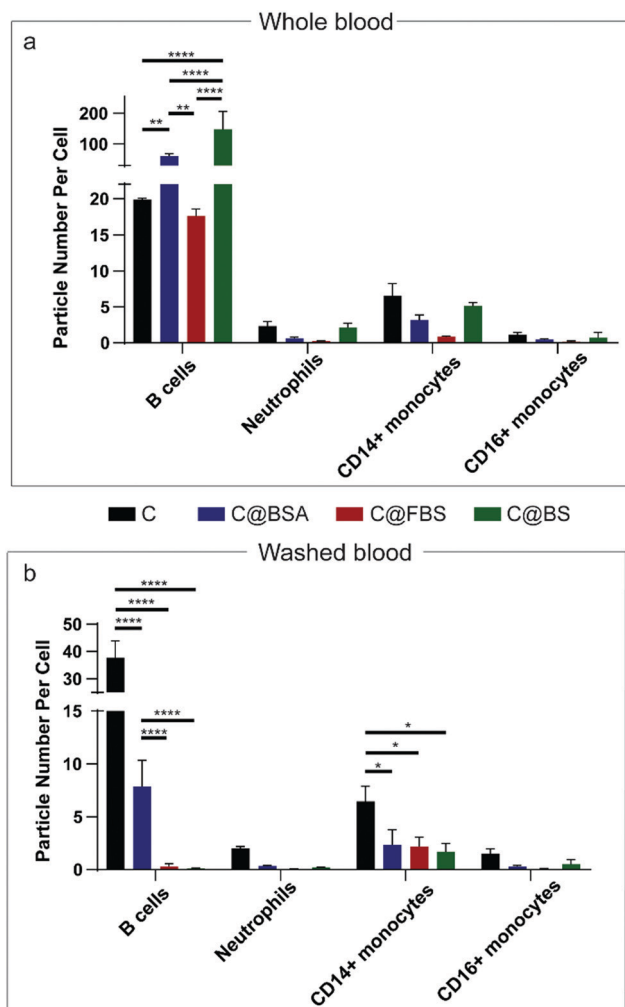 Whole blood
a
****
****
** ** ****
200
100
20
15
10
5
0
Particle Number Per Cell
B cells
Neutrophils
CD14+ monocytes
CD16+ monocytes
C C@BSA C@FBS C@BS
Washed blood
b
****
****
****
****
****
*
*
*
50
40
30
15
10
5
0
Particle Number Per Cell
B cells
Neutrophils
CD14+ monocytes
CD16+ monocytes